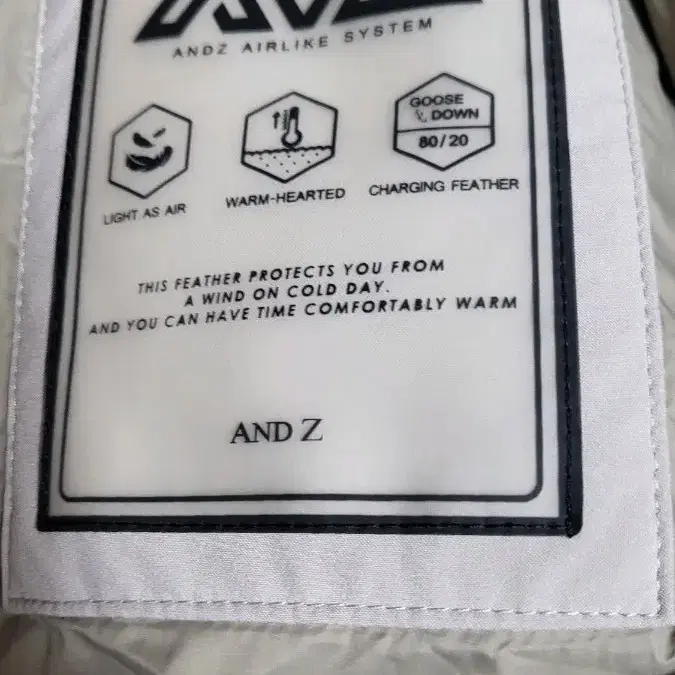 ANDZ AIRLIKE SYSTEM
GOOSE
& DOWN
80/20
LIGHT AS AIR
WARM-HEARTED
CHARGING FEATHER
THIS FEATHER PROTECTS YOU FROM
A WIND ON COLD DAY.
AND YOU CAN HAVE TIME COMFORTABLY WARM
AND Z